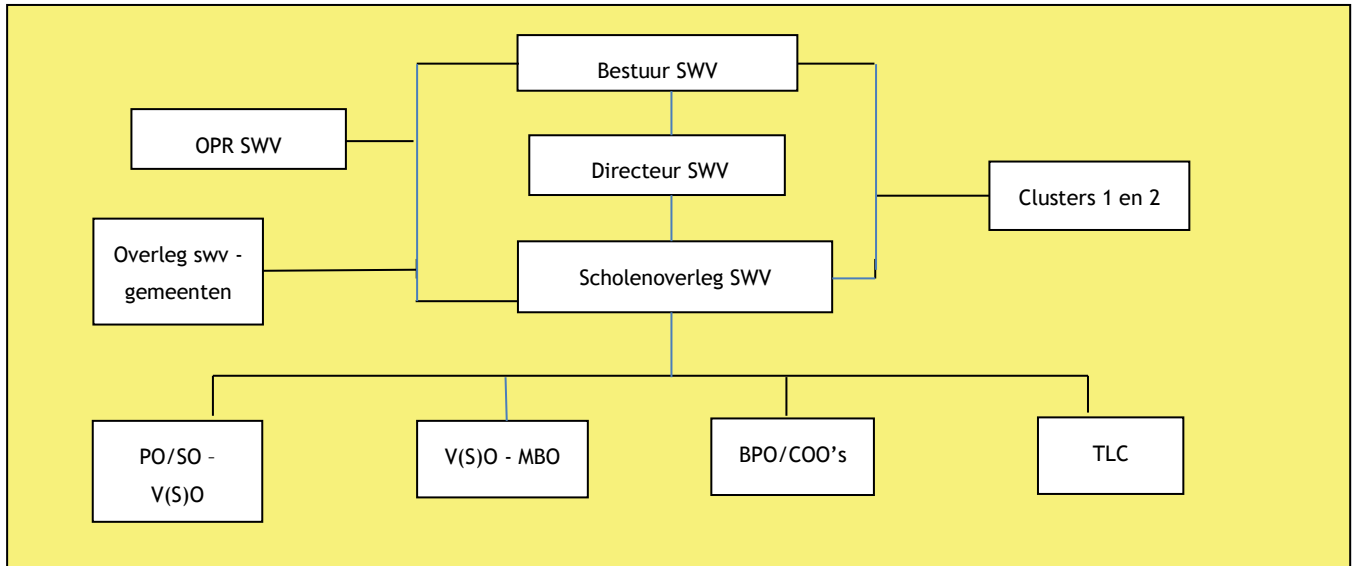 Bestuur SWV
OPR SWV
Directeur SWV
Clusters 1 en 2
Overleg swv -
gemeenten
Scholenoverleg SWV
PO/SO –
V(S)O
V(S)O - MBO
BPO/COO’s
TLC